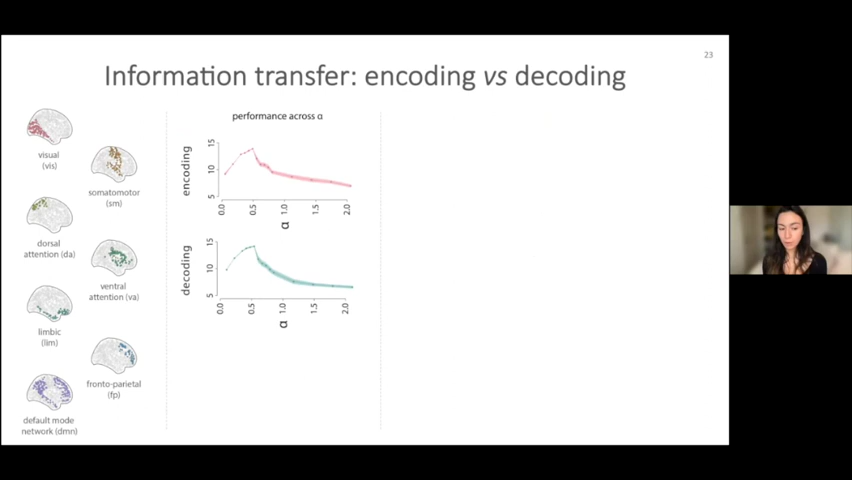 23
Information transfer: encoding vs decoding
visual
(vis)
somatomotor
(sm)
dorsal
attention (da)
ventral
attention (va)
limbic
(lim)
fronto-parietal
(fp)
default mode
network (dmn)
performance across α
encoding
5 10 15
0.0 0.5 1.0 1.5 2.0
α
decoding
5 10 15
0.0 0.5 1.0 1.5 2.0
α